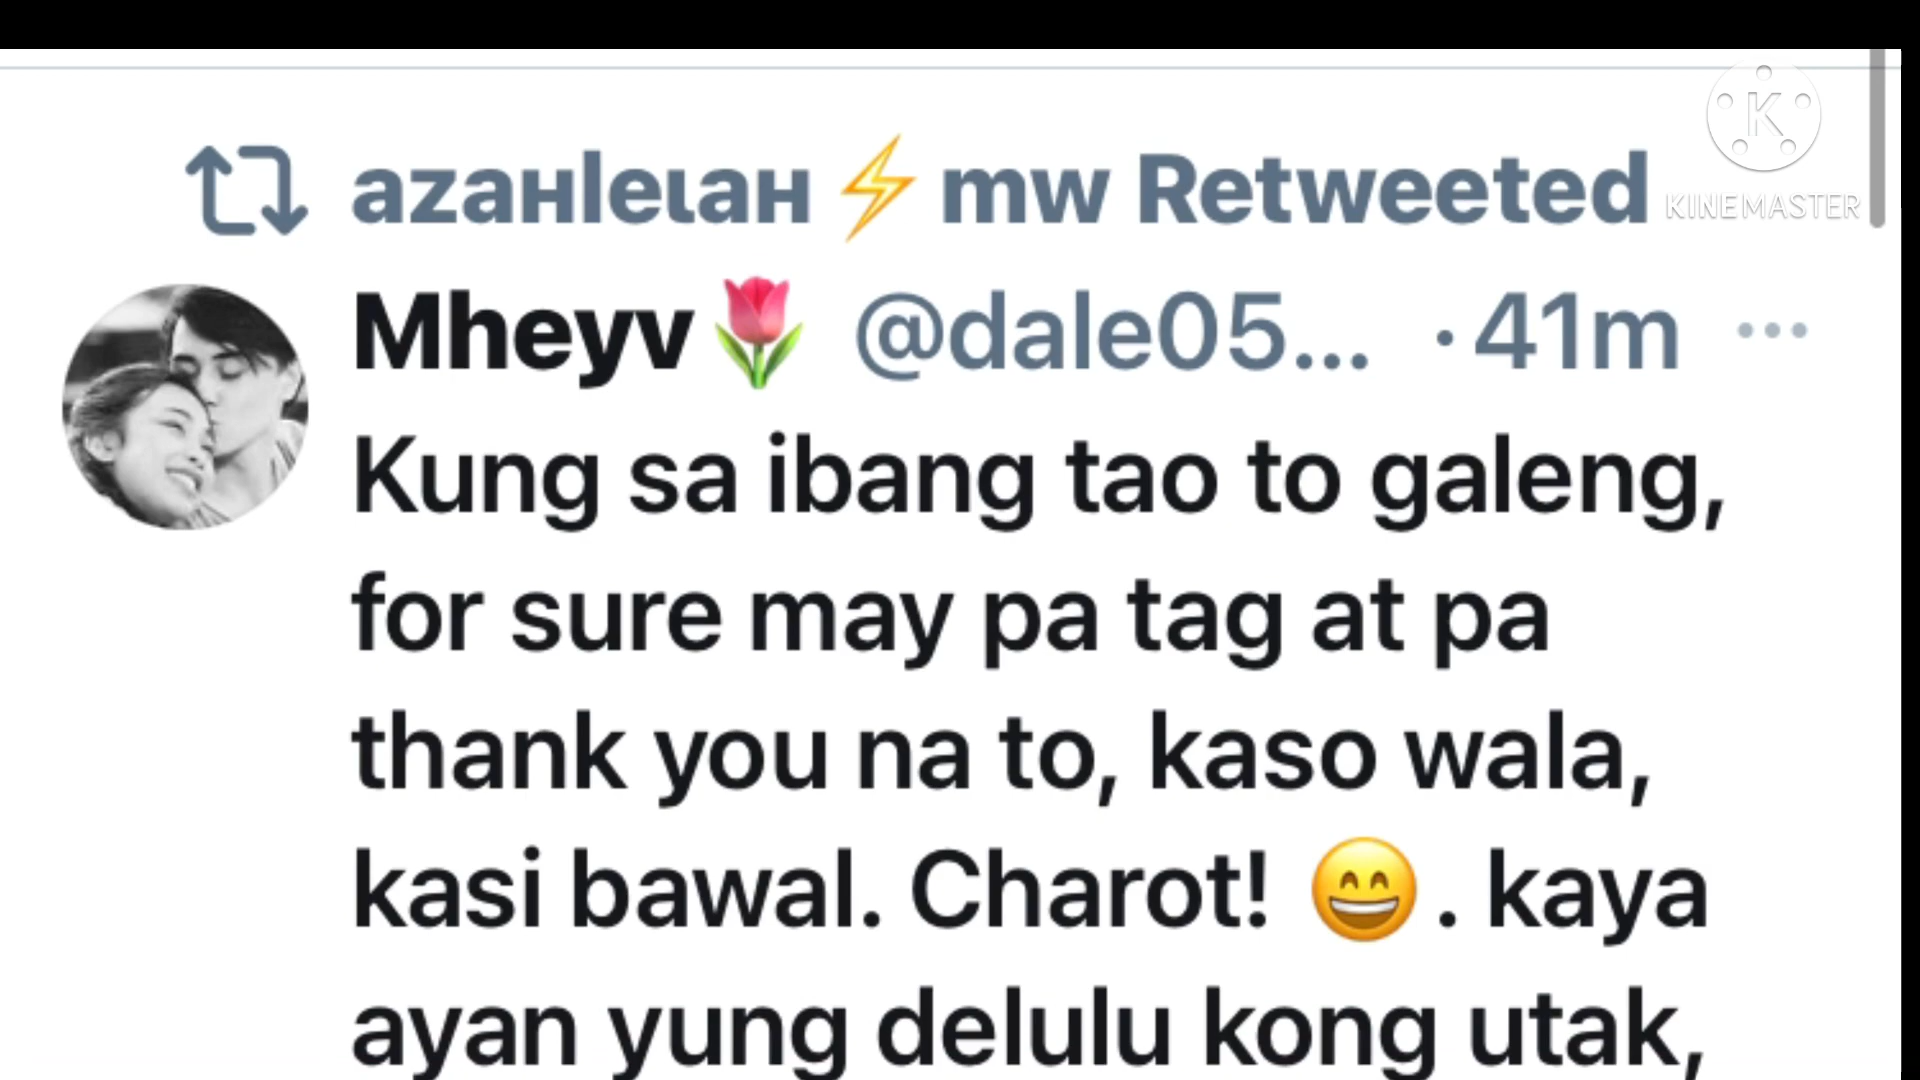 azaнleιaн⚡mw Retweeted
K
KINEMASTER
Mheyv🌷 @dale05... · 41m ···
Kung sa ibang tao to galeng,
for sure may pa tag at pa
thank you na to, kaso wala,
kasi bawal. Charot! 😄. kaya
ayan yung delulu kong utak,